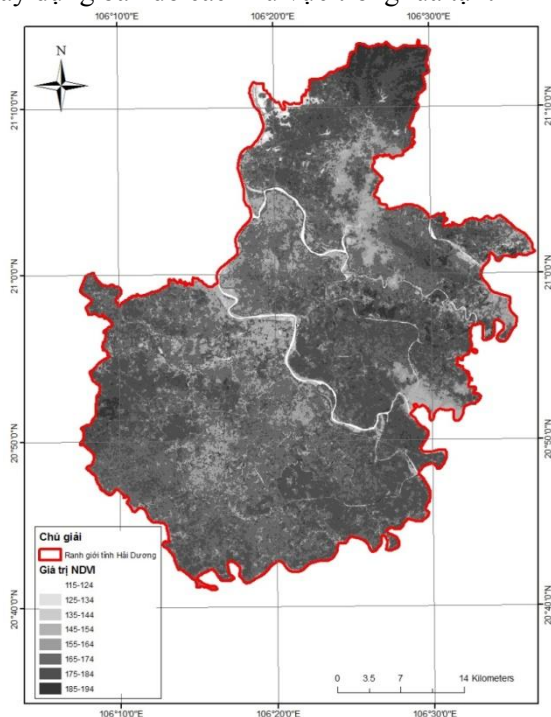 106°10'0"E 106°20'0"E 106°30'0"E
N
21°10'0"N 21°10'0"N
21°0'0"N 21°0'0"N
20°50'0"N 20°50'0"N
20°40'0"N 20°40'0"N
Chú giải
Ranh giới tỉnh Hải Dương
Giá trị NDVI
115-124
125-134
135-144
145-154
155-164
165-174
175-184
185-194
0 3.5 7 14 Kilometers
106°10'0"E 106°20'0"E 106°30'0"E